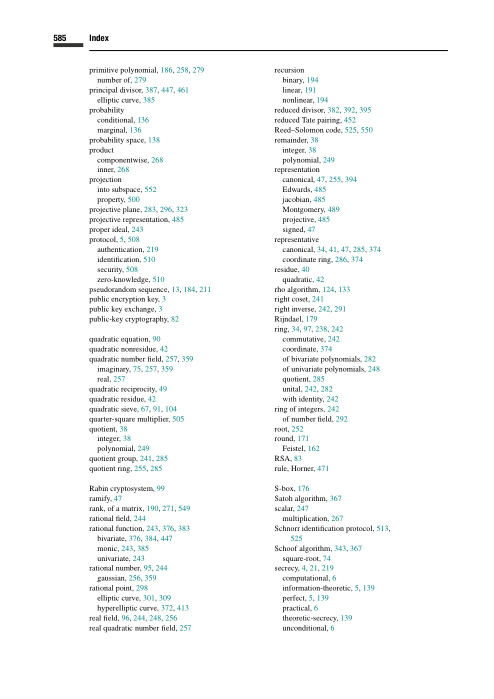 585 Index
primitive polynomial, 186, 258, 279
number of, 279
principal divisor, 387, 447, 461
elliptic curve, 385
probability
conditional, 136
marginal, 136
probability space, 138
product
componentwise, 268
inner, 268
projection
into subspace, 552
property, 500
projective plane, 283, 296, 323
projective representation, 485
proper ideal, 243
protocol, 5, 508
authentication, 219
identification, 510
security, 508
zero-knowledge, 510
pseudorandom sequence, 13, 184, 211
public encryption key, 3
public key exchange, 3
public-key cryptography, 82
quadratic equation, 90
quadratic nonresidue, 42
quadratic number field, 257, 359
imaginary, 75, 257, 359
real, 257
quadratic reciprocity, 49
quadratic residue, 42
quadratic sieve, 67, 91, 104
quarter-square multiplier, 505
quotient, 38
integer, 38
polynomial, 249
quotient group, 241, 285
quotient ring, 255, 285
Rabin cryptosystem, 99
ramify, 47
rank, of a matrix, 190, 271, 549
rational field, 244
rational function, 243, 376, 383
bivariate, 376, 384, 447
monic, 243, 385
univariate, 243
rational number, 95, 244
gaussian, 256, 359
rational point, 298
elliptic curve, 301, 309
hyperelliptic curve, 372, 413
real field, 96, 244, 248, 256
real quadratic number field, 257
recursion
binary, 194
linear, 191
nonlinear, 194
reduced divisor, 382, 392, 395
reduced Tate pairing, 452
Reed–Solomon code, 525, 550
remainder, 38
integer, 38
polynomial, 249
representation
canonical, 47, 255, 394
Edwards, 485
jacobian, 485
Montgomery, 489
projective, 485
signed, 47
representative
canonical, 34, 41, 47, 285, 374
coordinate ring, 286, 374
residue, 40
quadratic, 42
rho algorithm, 124, 133
right coset, 241
right inverse, 242, 291
Rijndael, 179
ring, 34, 97, 238, 242
commutative, 242
coordinate, 374
of bivariate polynomials, 282
of univariate polynomials, 248
quotient, 285
unital, 242, 282
with identity, 242
ring of integers, 242
of number field, 292
root, 252
round, 171
Feistel, 162
RSA, 83
rule, Horner, 471
S-box, 176
Satoh algorithm, 367
scalar, 247
multiplication, 267
Schnorr identification protocol, 513,
525
Schoof algorithm, 343, 367
square-root, 74
secrecy, 4, 21, 219
computational, 6
information-theoretic, 5, 139
perfect, 5, 139
practical, 6
theoretic-secrecy, 139
unconditional, 6